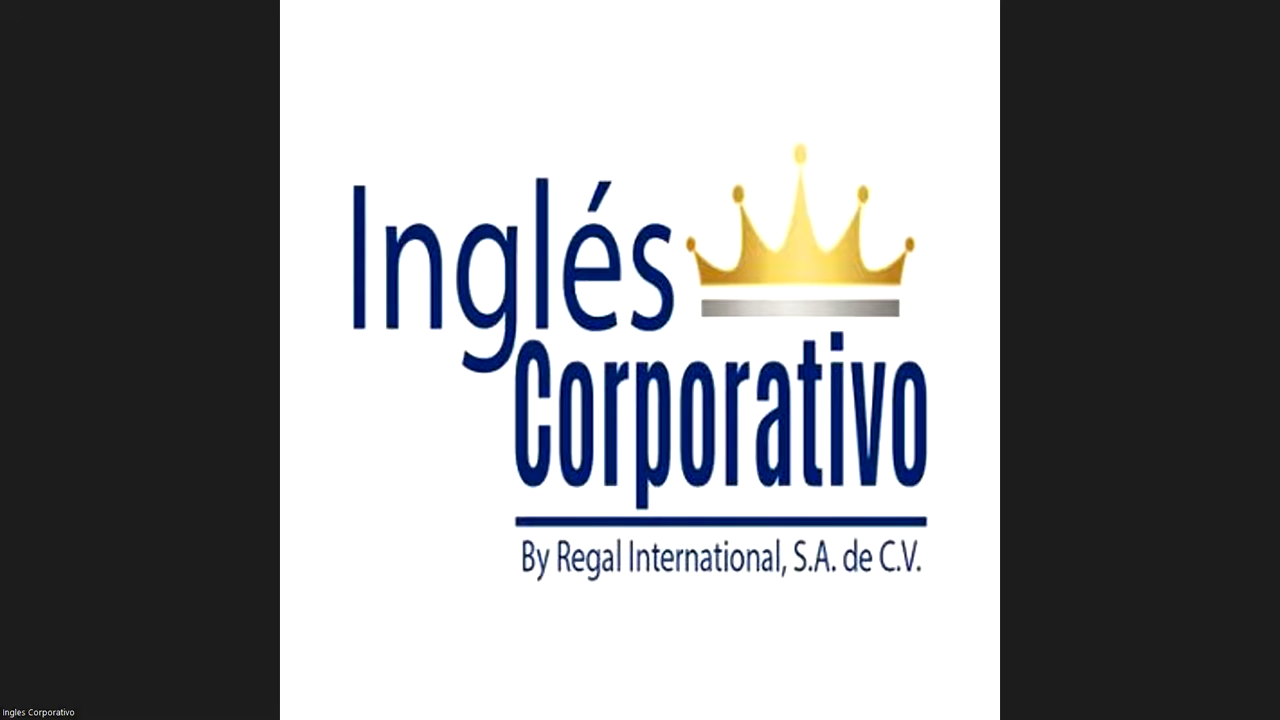 Inglés
Corporativo
By Regal International, S.A. de C.V.
Ingles Corporativo